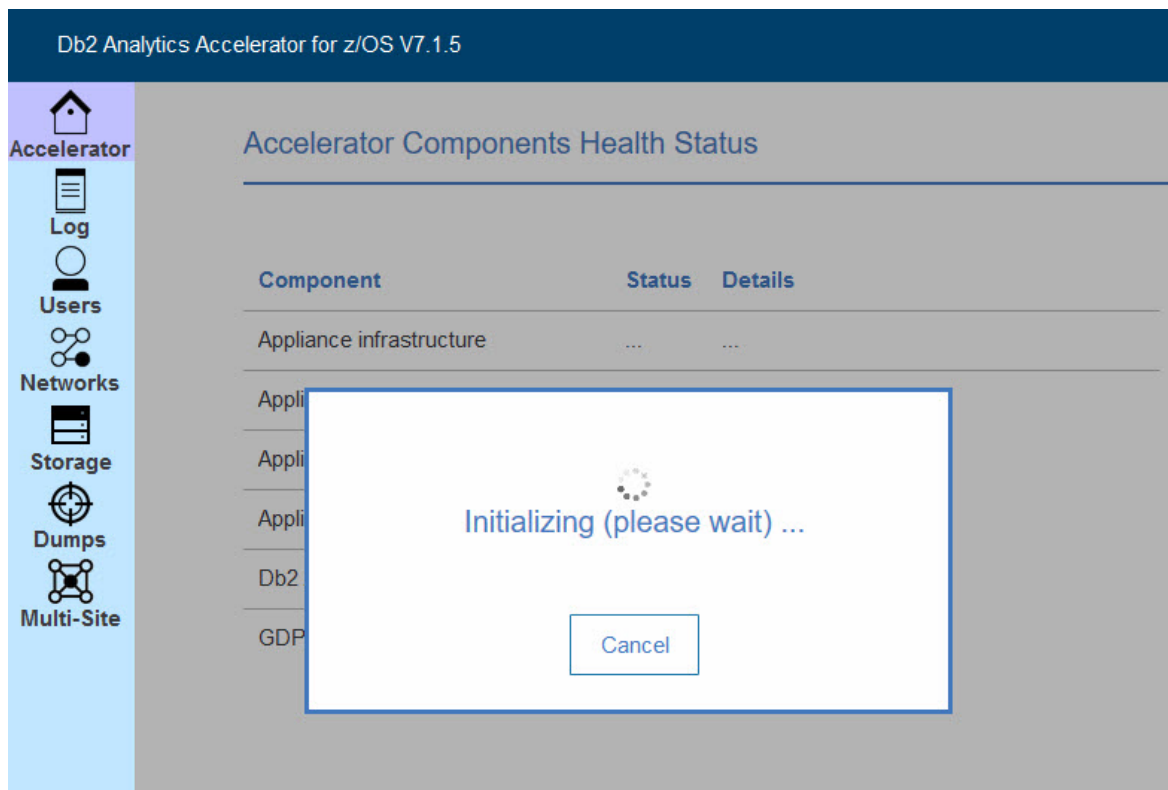 Db2 Analytics Accelerator for z/OS V7.1.5
Accelerator
Log
Users
Networks
Storage
Dumps
Multi-Site
Accelerator Components Health Status
Component Status Details
Appliance infrastructure ... ...
Appli
Appli
Appli
Db2
GDP
Initializing (please wait) ...
Cancel